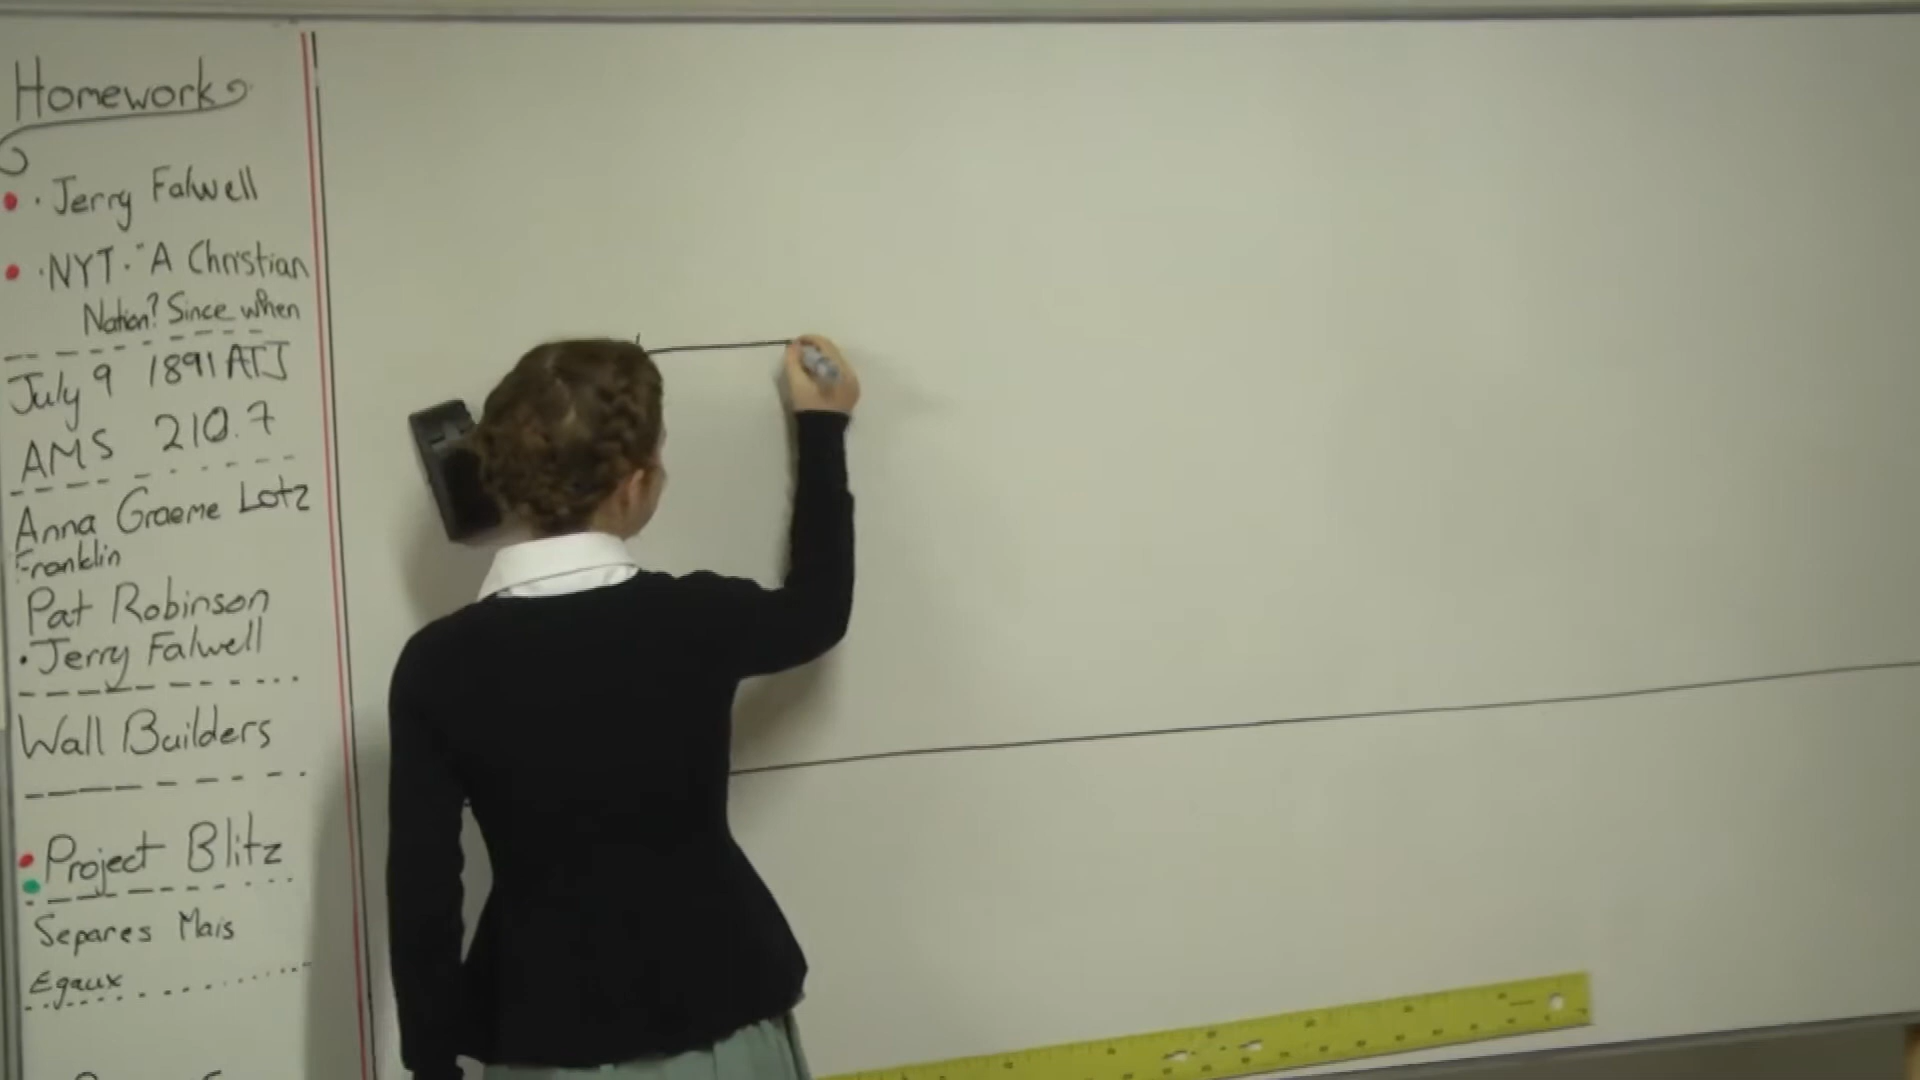 Homework
· Jerry Falwell
· NYT· "A Christian
Nation? Since when
July 9 1891 ATJ
AMS 210.7
Anna Graeme Lotz
Franklin
Pat Robinson
· Jerry Falwell
Wall Builders
Project Blitz
Separes Mais
Egaux